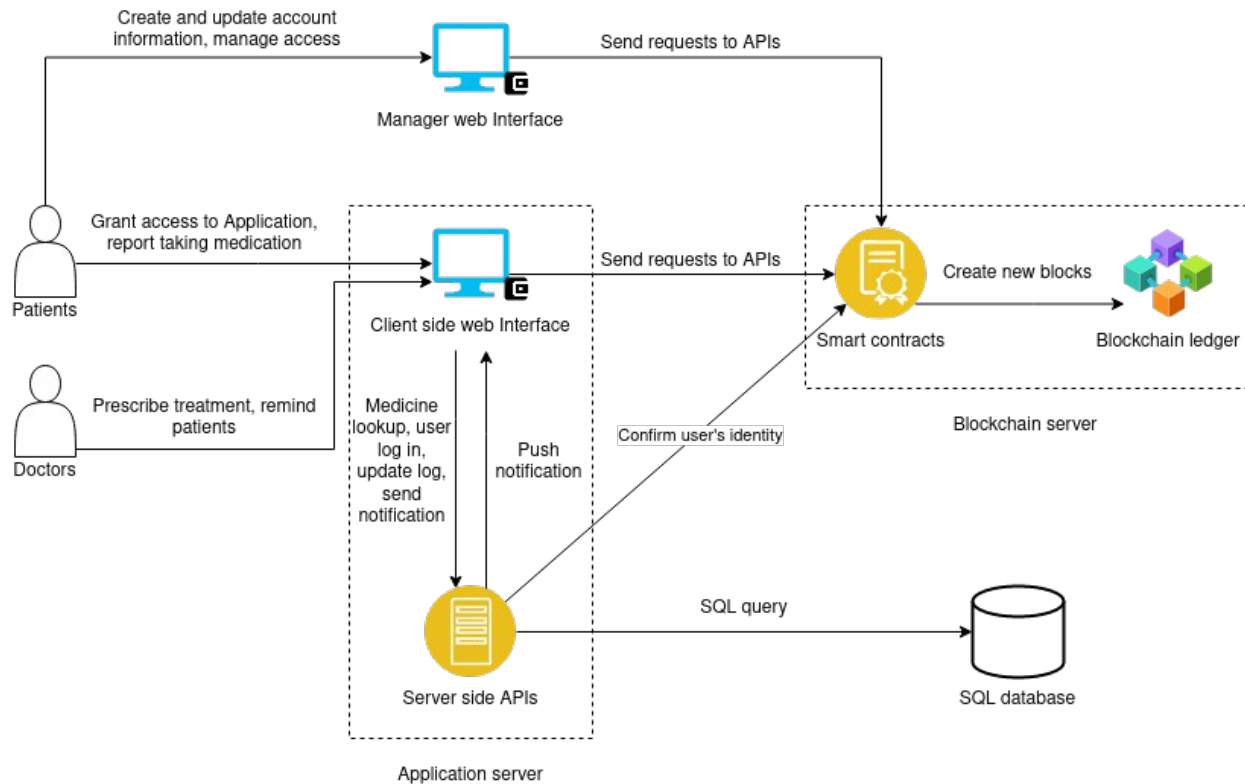 Create and update account
information, manage access
Send requests to APIs
Manager web Interface
Grant access to Application,
report taking medication
Patients
Send requests to APIs
Client side web Interface
Create new blocks
Smart contracts
Blockchain ledger
Prescribe treatment, remind
patients
Doctors
Medicine
lookup, user
log in,
update log,
send
notification
Push
notification
Confirm user's identity
Blockchain server
SQL query
Server side APIs
SQL database
Application server